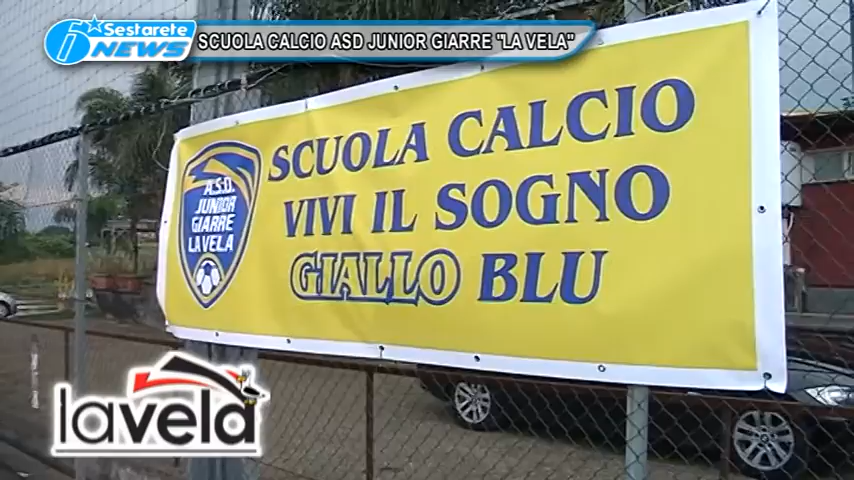 6 Sestarete
NEWS
SCUOLA CALCIO ASD JUNIOR GIARRE "LA VELA"
SCUOLA CALCIO
VIVI IL SOGNO
GIALLO BLU
A.S.D.
JUNIOR
GIARRE
LA VELA
lavela